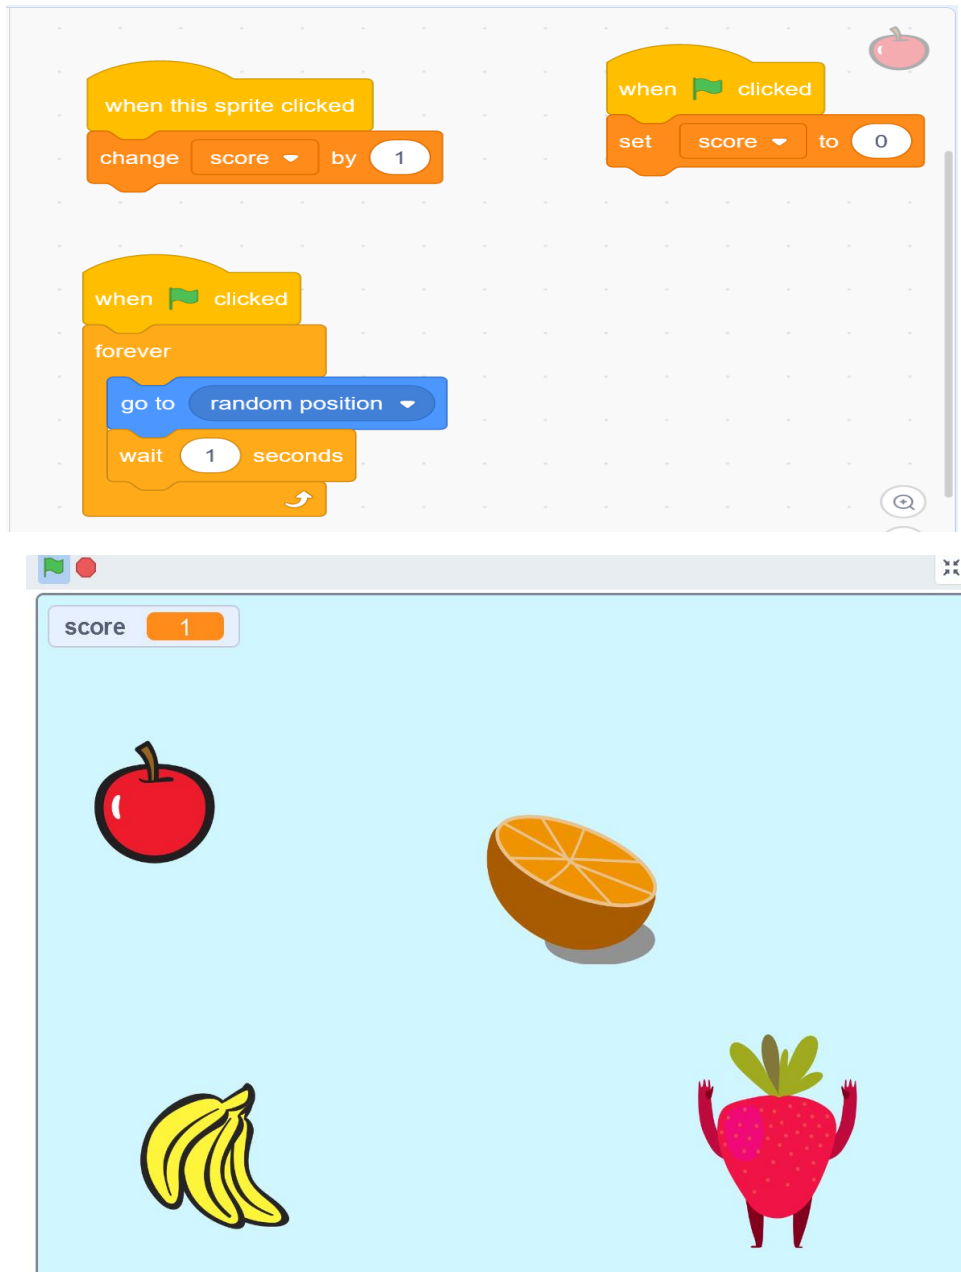 when this sprite clicked
change score by 1
when clicked
set score to 0
when clicked
forever
go to random position
wait 1 seconds
score 1